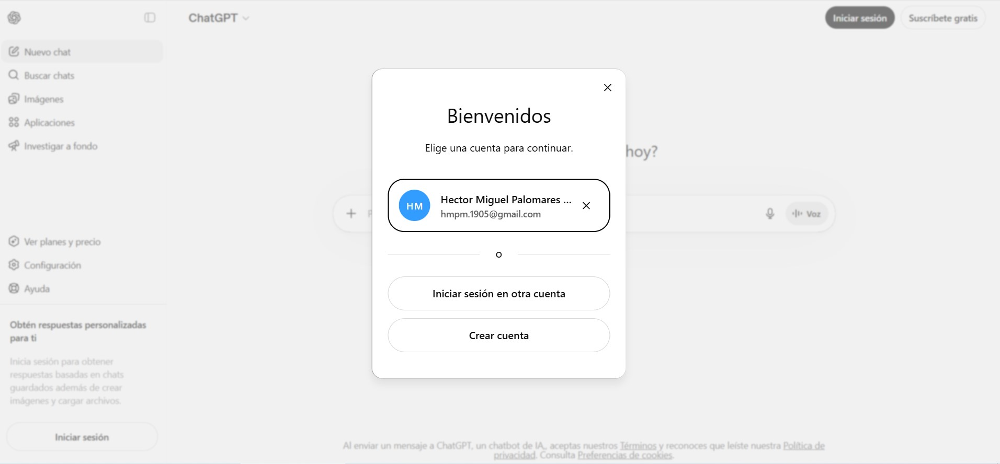 ChatGPT
Iniciar sesión
Suscríbete gratis
Nuevo chat
Buscar chats
Imágenes
Aplicaciones
Investigar a fondo
Ver planes y precio
Configuración
Ayuda
Obtén respuestas personalizadas
para ti
Inicia sesión para obtener
respuestas basadas en chats
guardados además de crear
imágenes y cargar archivos.
Iniciar sesión
Bienvenidos
Elige una cuenta para continuar.
HM
Hector Miguel Palomares ...
hmpm.1905@gmail.com
O
Iniciar sesión en otra cuenta
Crear cuenta
hoy?
Voz
Al enviar un mensaje a ChatGPT, un chatbot de IA, aceptas nuestros Términos y reconoces que leíste nuestra Política de
privacidad. Consulta Preferencias de cookies.